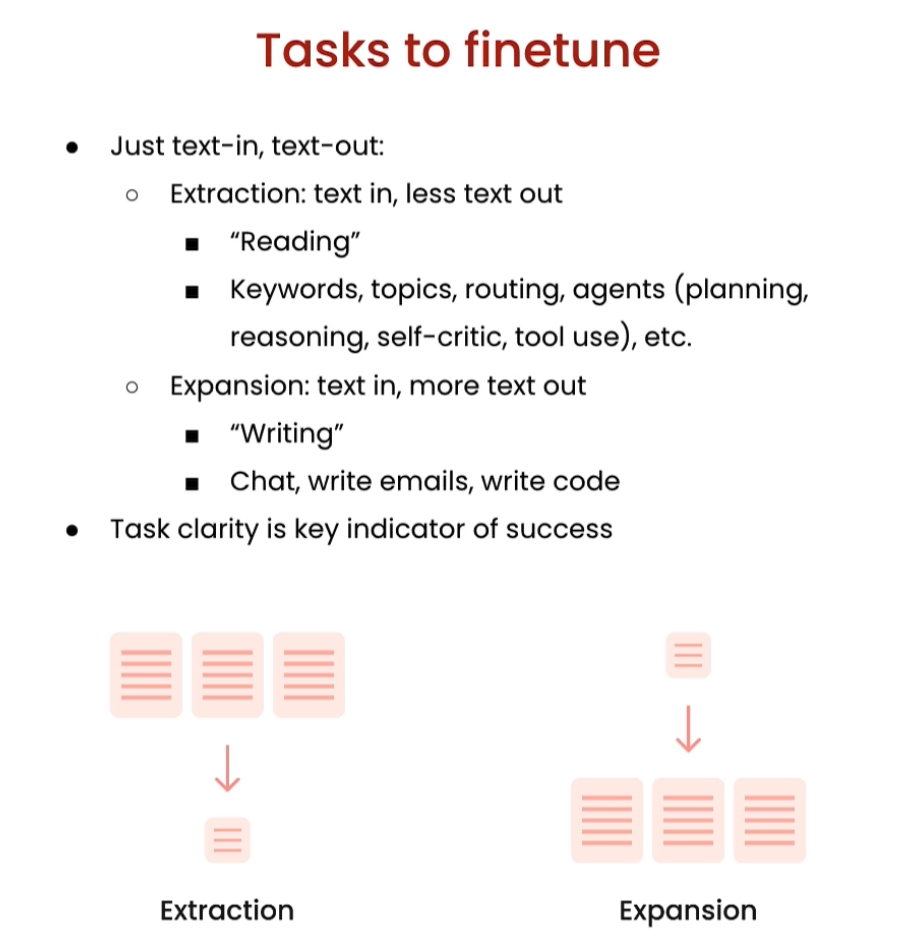 Tasks to finetune
● Just text-in, text-out:
○ Extraction: text in, less text out
■ “Reading”
■ Keywords, topics, routing, agents (planning,
reasoning, self-critic, tool use), etc.
○ Expansion: text in, more text out
■ “Writing”
■ Chat, write emails, write code
● Task clarity is key indicator of success
Extraction
Expansion